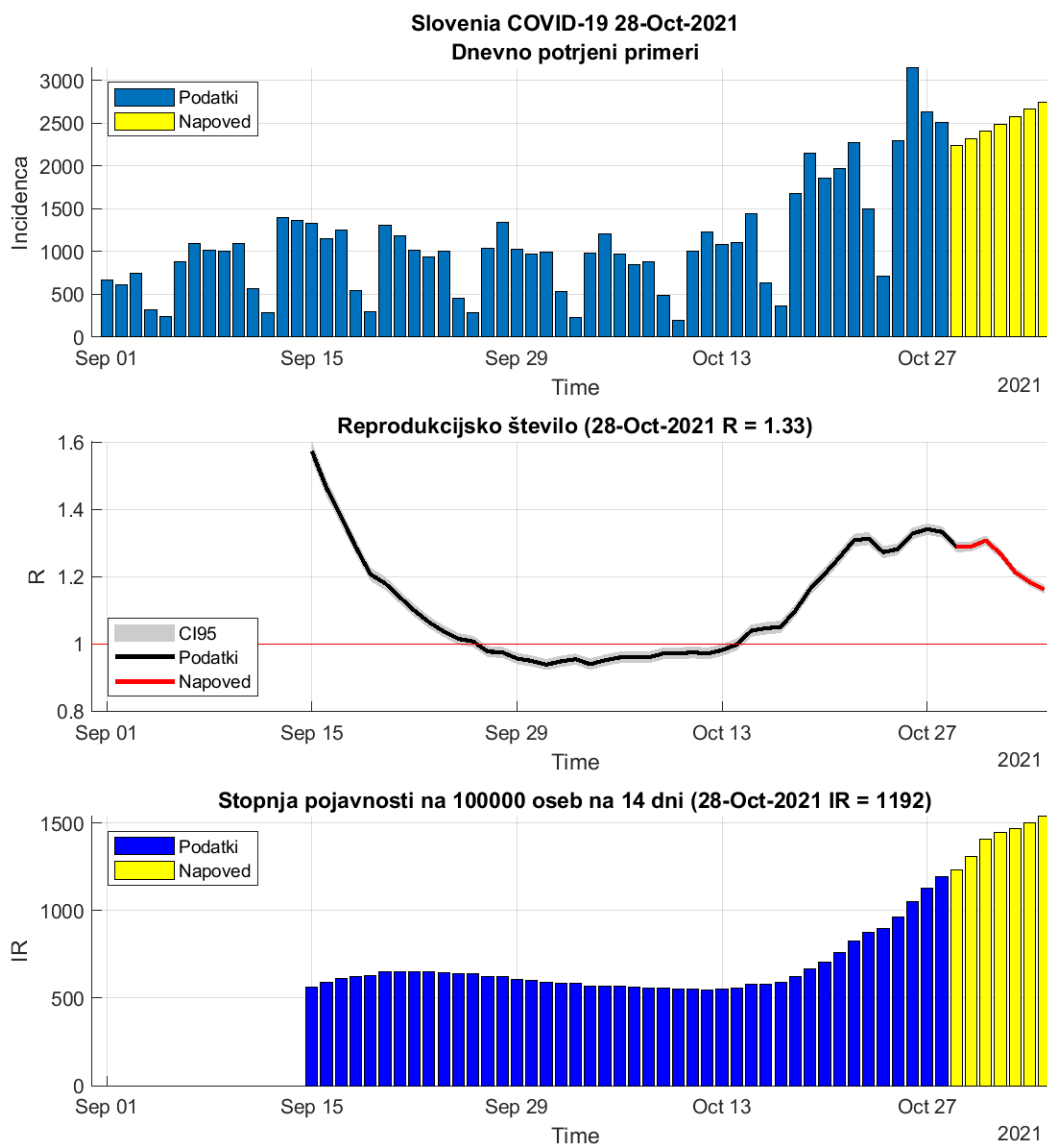 Slovenia COVID-19 28-Oct-2021
Dnevno potrjeni primeri
3000
2500
2000
1500
1000
500
0
Incidenca
Podatki
Napoved
Sep 01
Sep 15
Sep 29
Oct 13
Oct 27
Time
2021
Reprodukcijsko število (28-Oct-2021 R = 1.33)
1.6
1.4
1.2
1
0.8
R
CI95
Podatki
Napoved
Sep 01
Sep 15
Sep 29
Oct 13
Oct 27
Time
2021
Stopnja pojavnosti na 100000 oseb na 14 dni (28-Oct-2021 IR = 1192)
1500
1000
500
0
IR
Podatki
Napoved
Sep 01
Sep 15
Sep 29
Oct 13
Oct 27
Time
2021